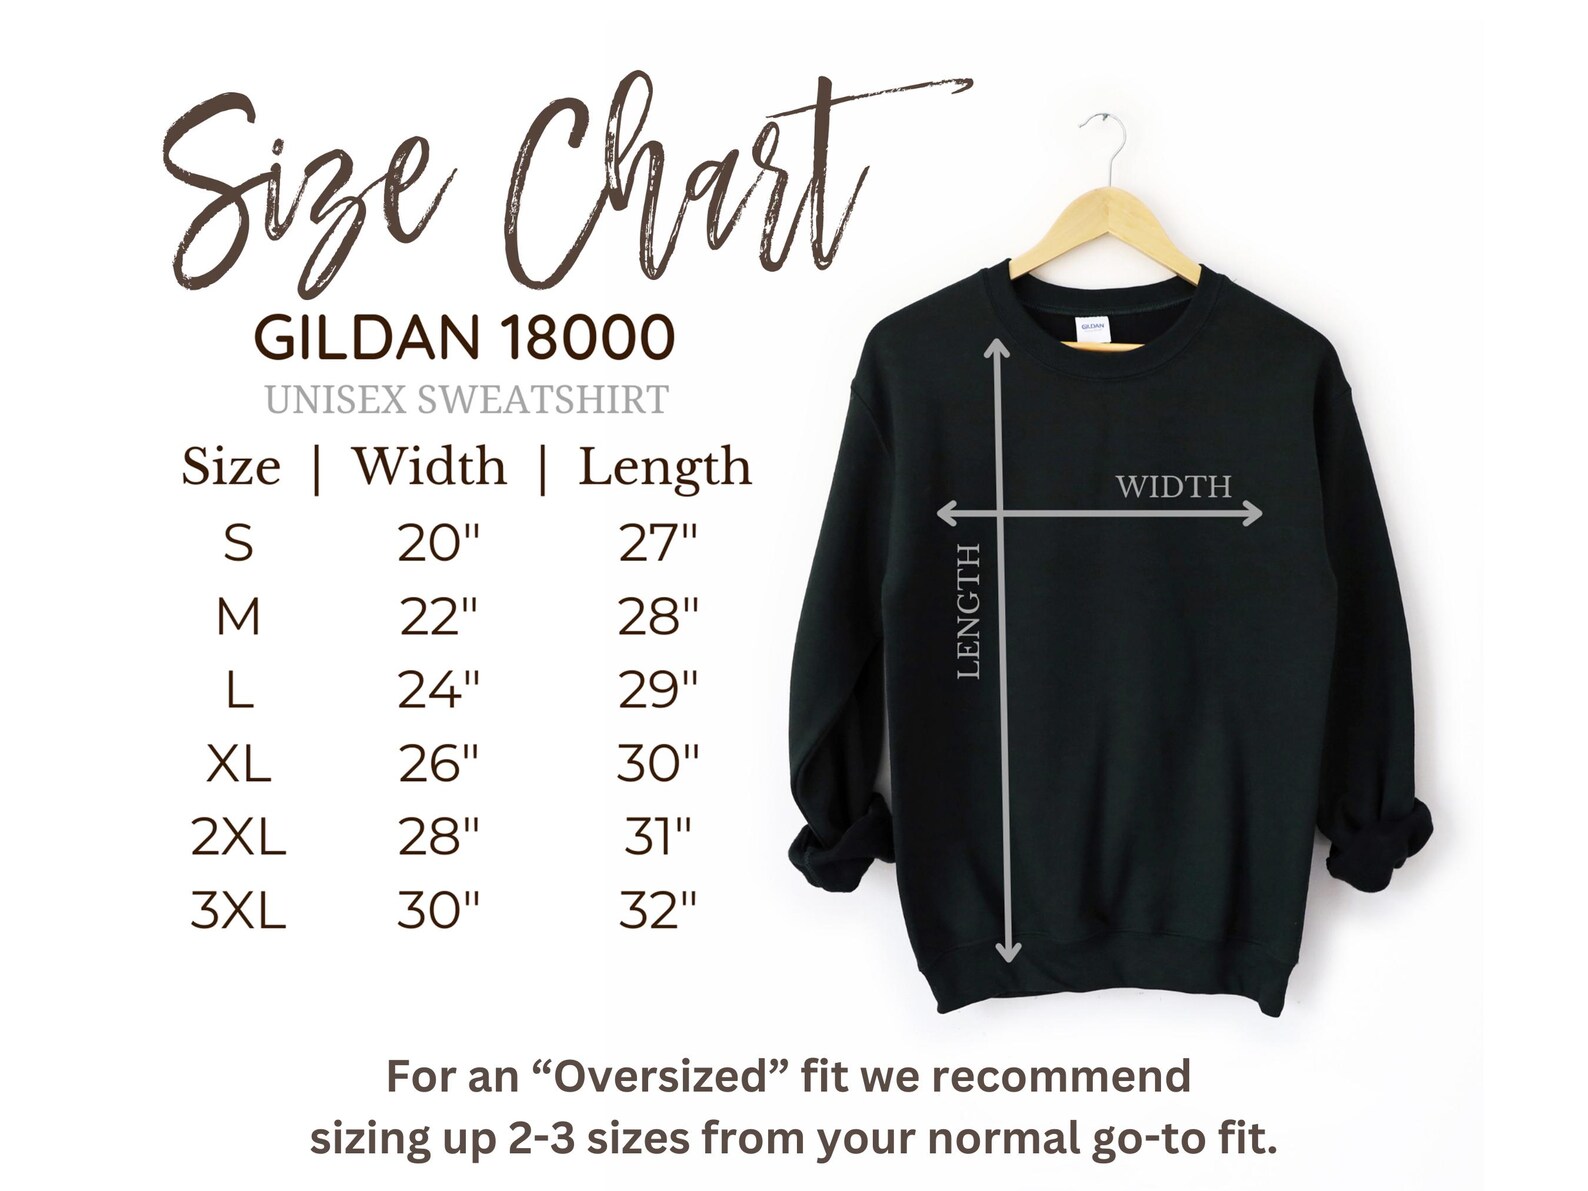 Size Chart
GILDAN 18000
UNISEX SWEATSHIRT
Size | Width | Length
S 20" 27"
M 22" 28"
L 24" 29"
XL 26" 30"
2XL 28" 31"
3XL 30" 32"
GILDAN
WIDTH
LENGTH
For an “Oversized” fit we recommend
sizing up 2-3 sizes from your normal go-to fit.